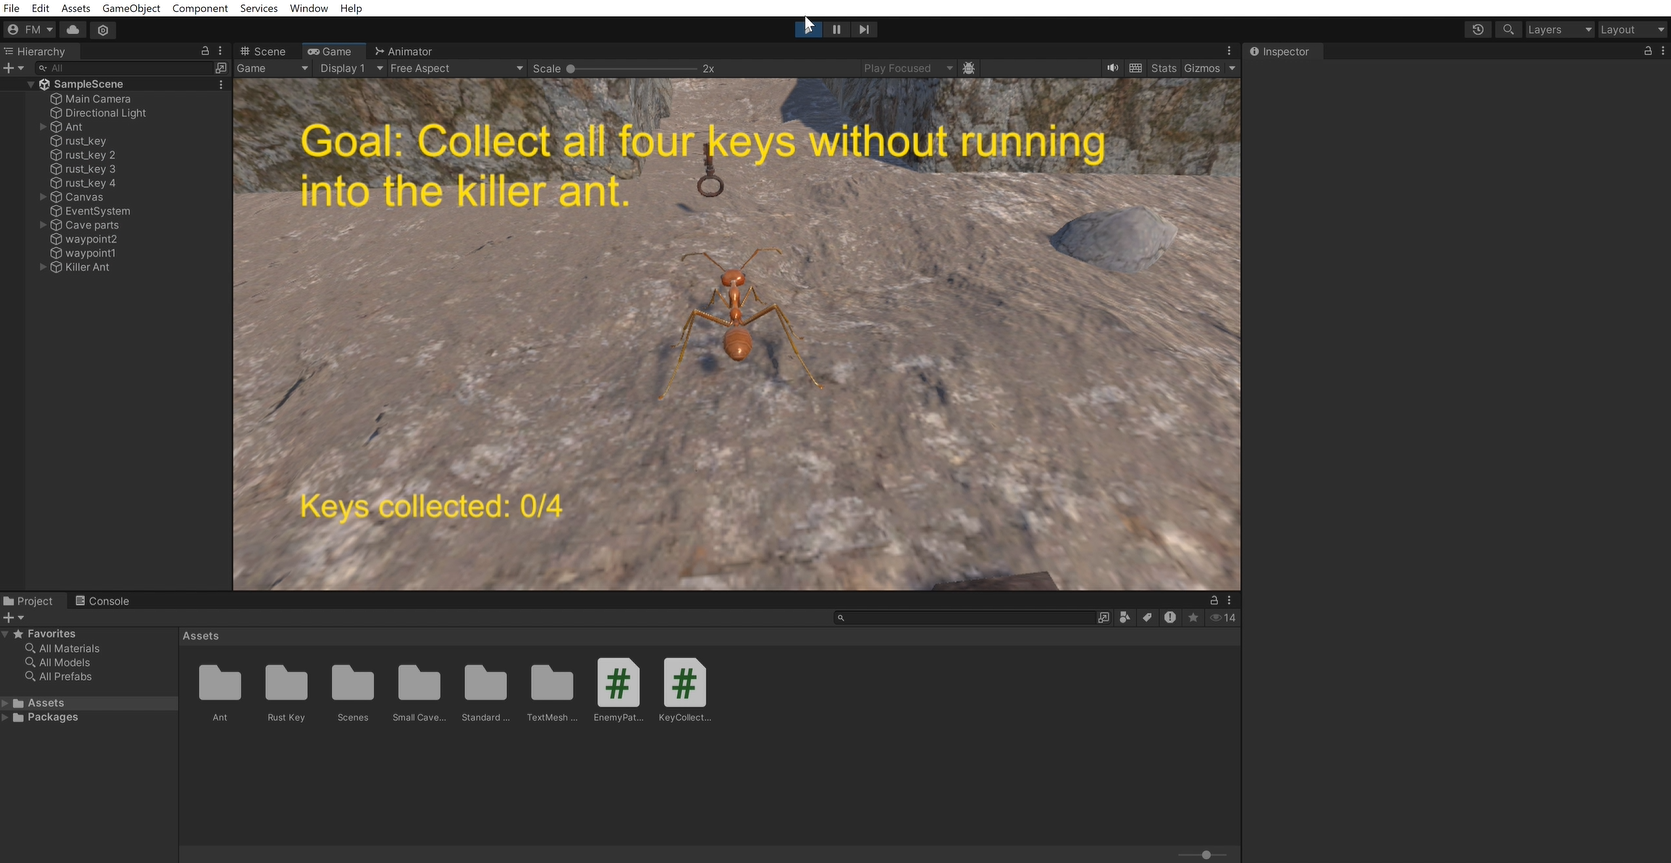 File Edit Assets GameObject Component Services Window Help
FM Layers Layout
Hierarchy Scene Game Animator Inspector
All Game Display 1 Free Aspect Scale 2x Play Focused Stats Gizmos
SampleScene
Main Camera
Directional Light
Ant
rust_key
rust_key 2
rust_key 3
rust_key 4
Canvas
EventSystem
Cave parts
waypoint2
waypoint1
Killer Ant
Goal: Collect all four keys without running
into the killer ant.
Keys collected: 0/4
Project Console
14
Favorites
All Materials
All Models
All Prefabs
Assets
Packages
Assets
Ant Rust Key Scenes Small Cave... Standard ... TextMesh ... EnemyPat... KeyCollect...